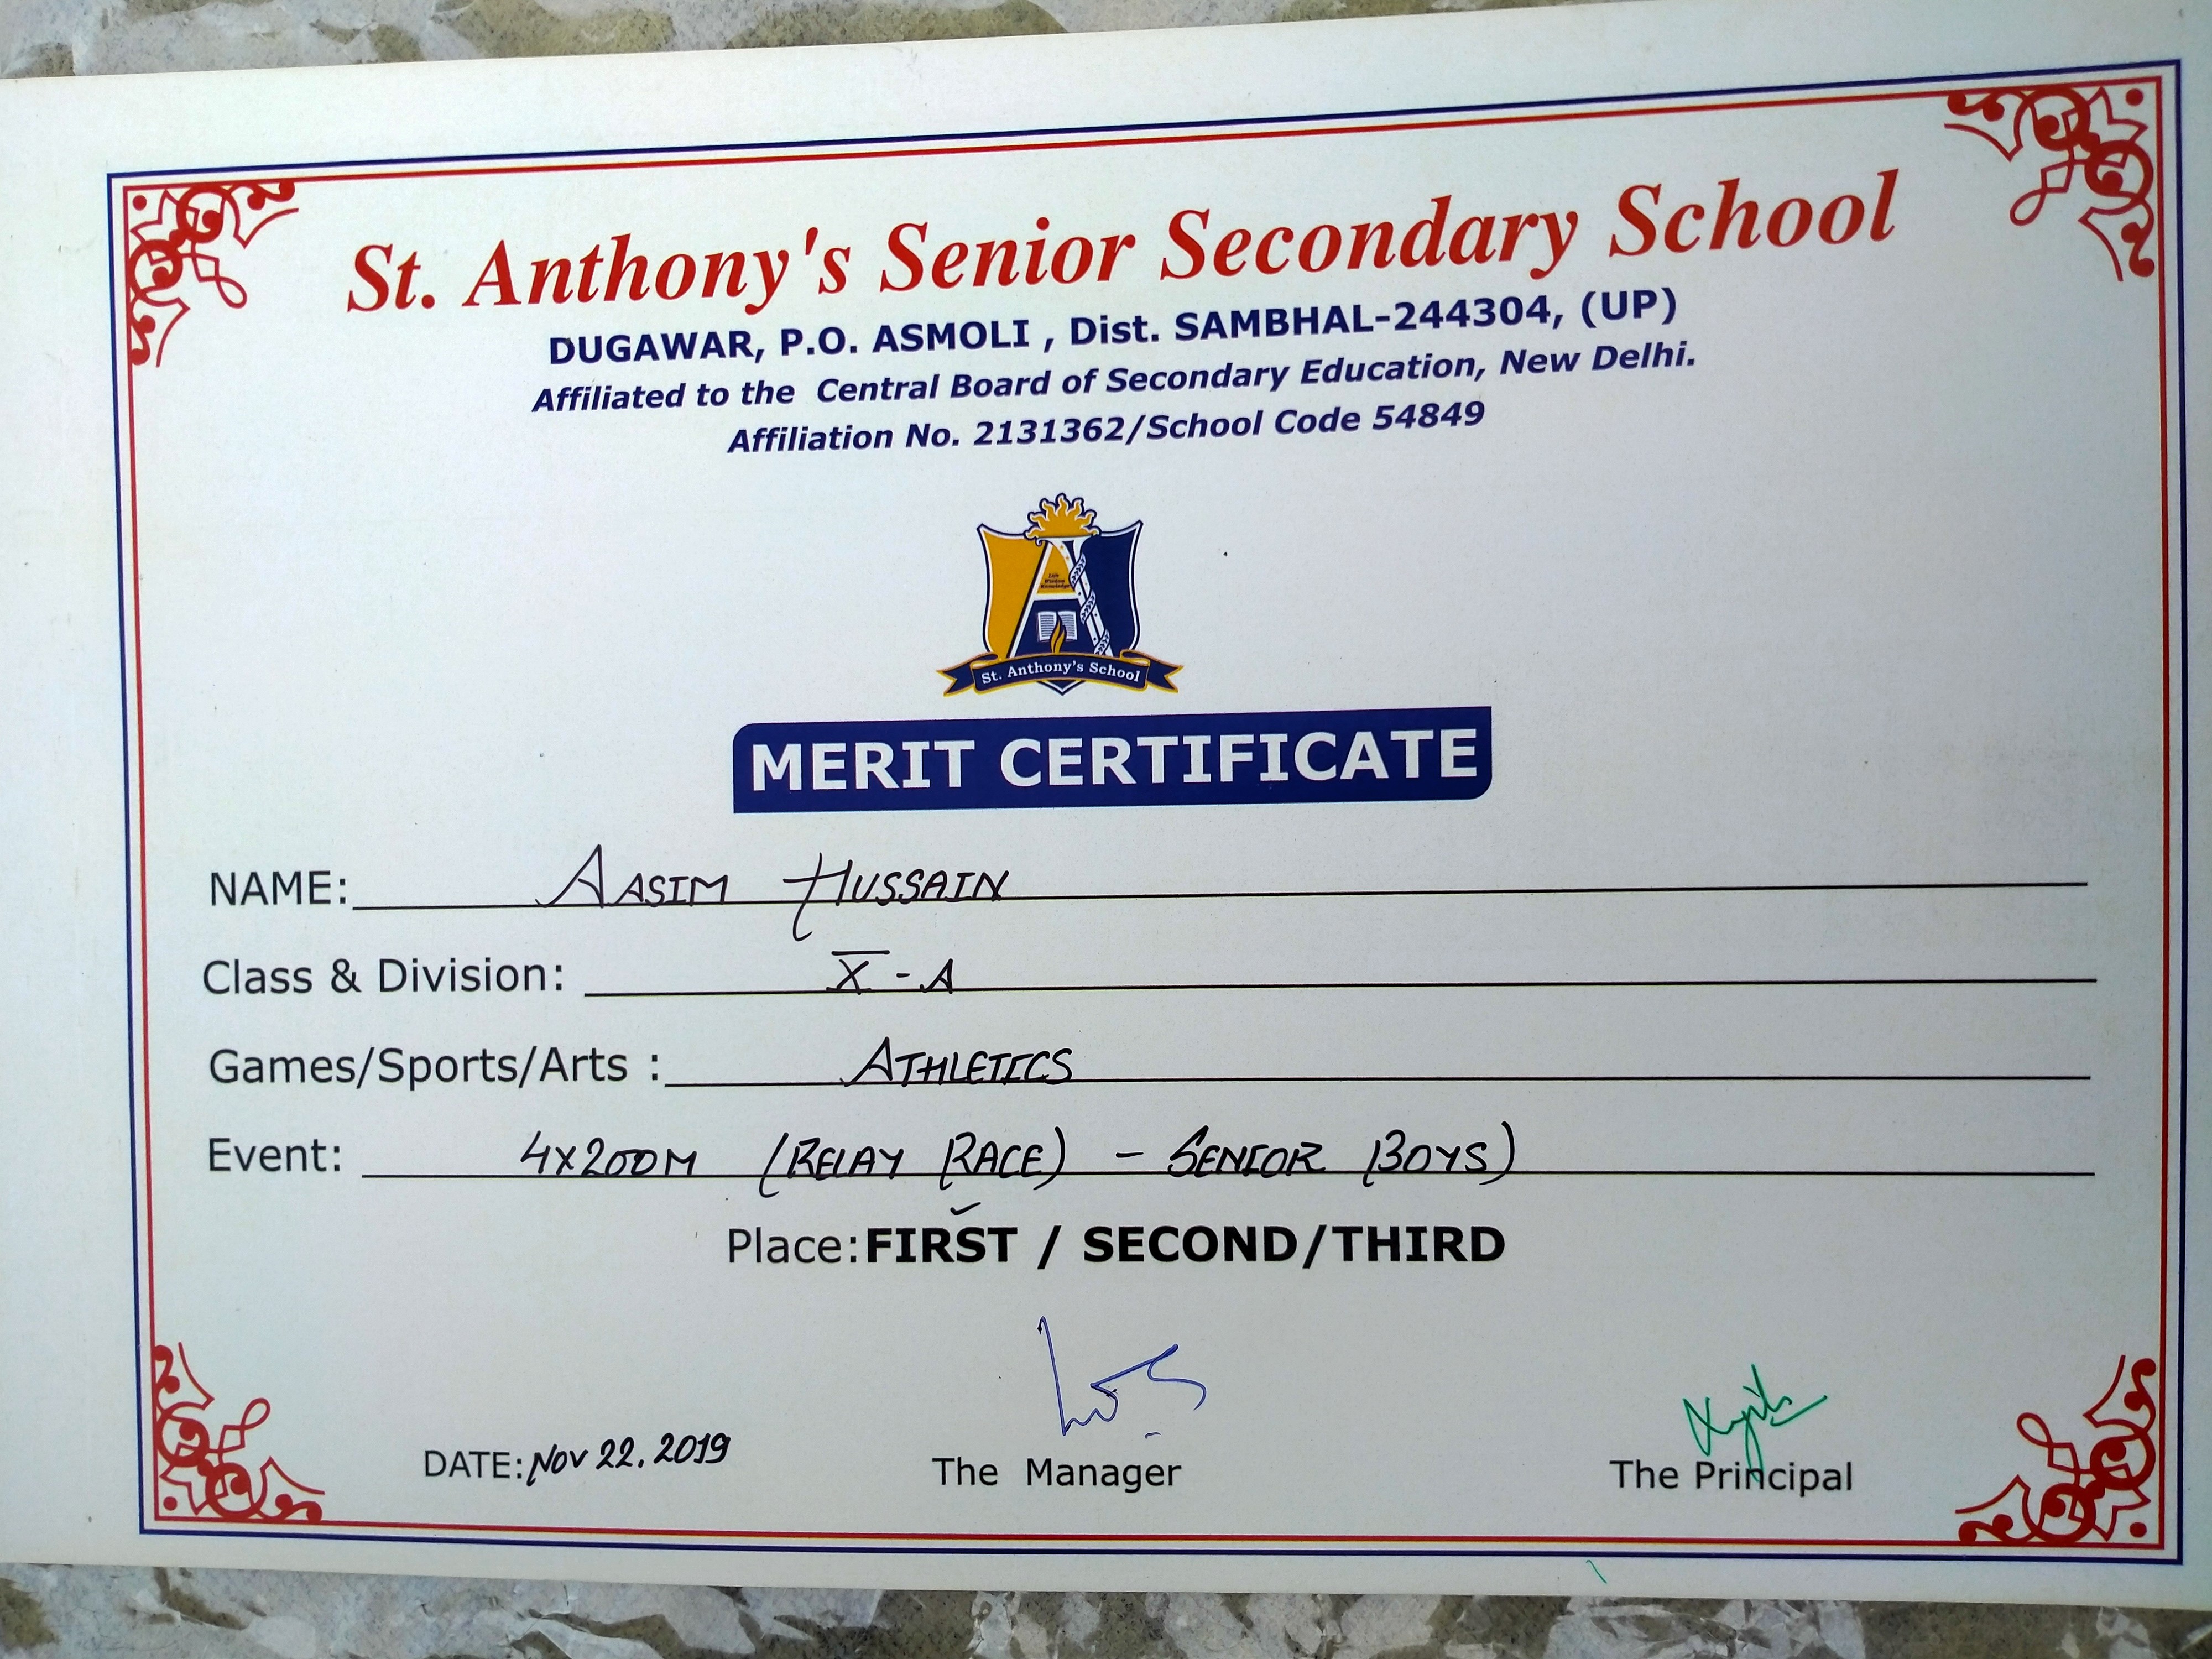 St. Anthony's Senior Secondary School
DUGAWAR, P.O. ASMOLI , Dist. SAMBHAL-244304, (UP)
Affiliated to the Central Board of Secondary Education, New Delhi.
Affiliation No. 2131362/School Code 54849
Life
Wisdom
Knowledge
St. Anthony's School
MERIT CERTIFICATE
NAME: AASIM HUSSAIN
Class & Division: X - A
Games/Sports/Arts : ATHLETICS
Event: 4X200M (RELAY RACE) - SENIOR BOYS)
Place:FIRST / SECOND/THIRD
DATE: NOV 22, 2019
The Manager
The Principal